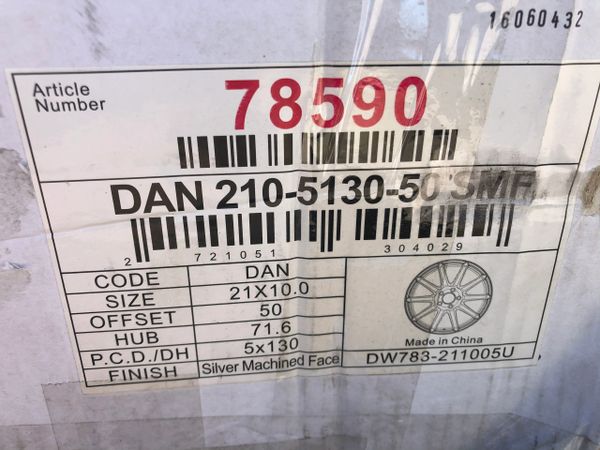 16060432
Article
Number
78590
DAN 210-5130-50 SMF
2 721051 304029
CODE DAN
SIZE 21X10.0
OFFSET 50
HUB 71.6
P.C.D./DH 5x130
FINISH Silver Machined Face
Made in China
DW783-211005U